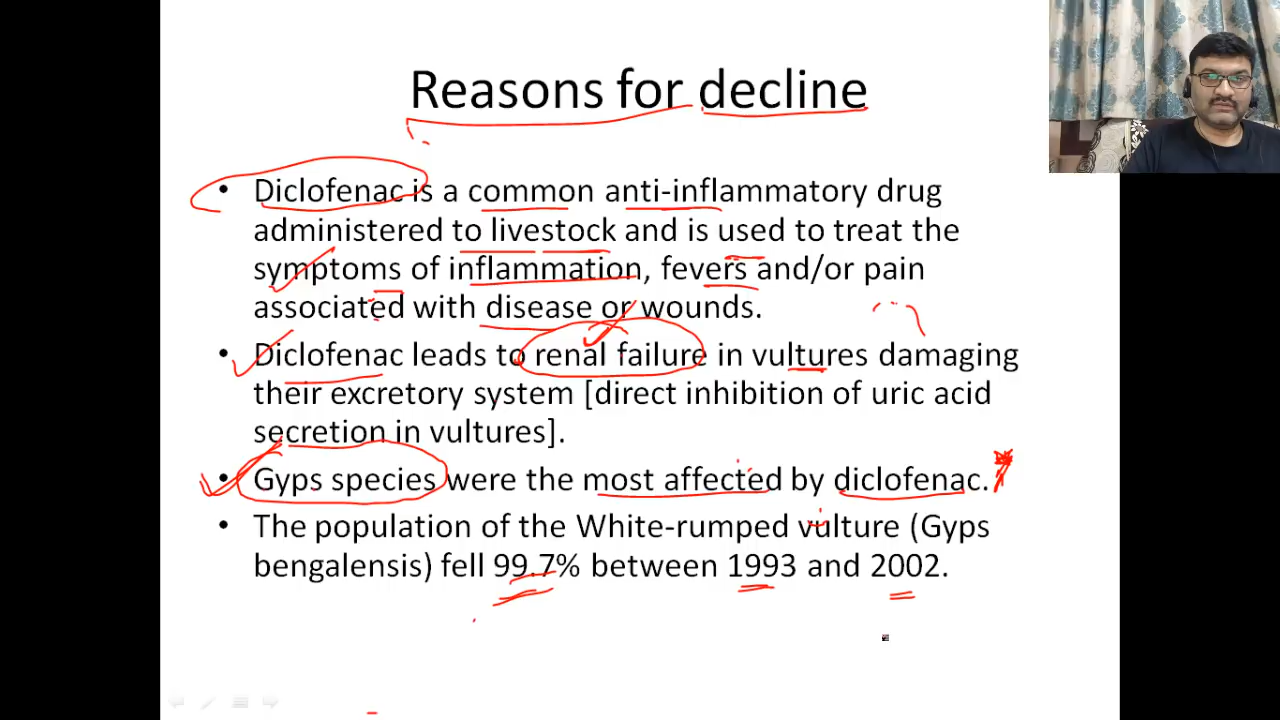 Reasons for decline
• Diclofenac is a common anti-inflammatory drug
administered to livestock and is used to treat the
symptoms of inflammation, fevers and/or pain
associated with disease or wounds.
• Diclofenac leads to renal failure in vultures damaging
their excretory system [direct inhibition of uric acid
secretion in vultures].
• Gyps species were the most affected by diclofenac.
• The population of the White-rumped vulture (Gyps
bengalensis) fell 99.7% between 1993 and 2002.